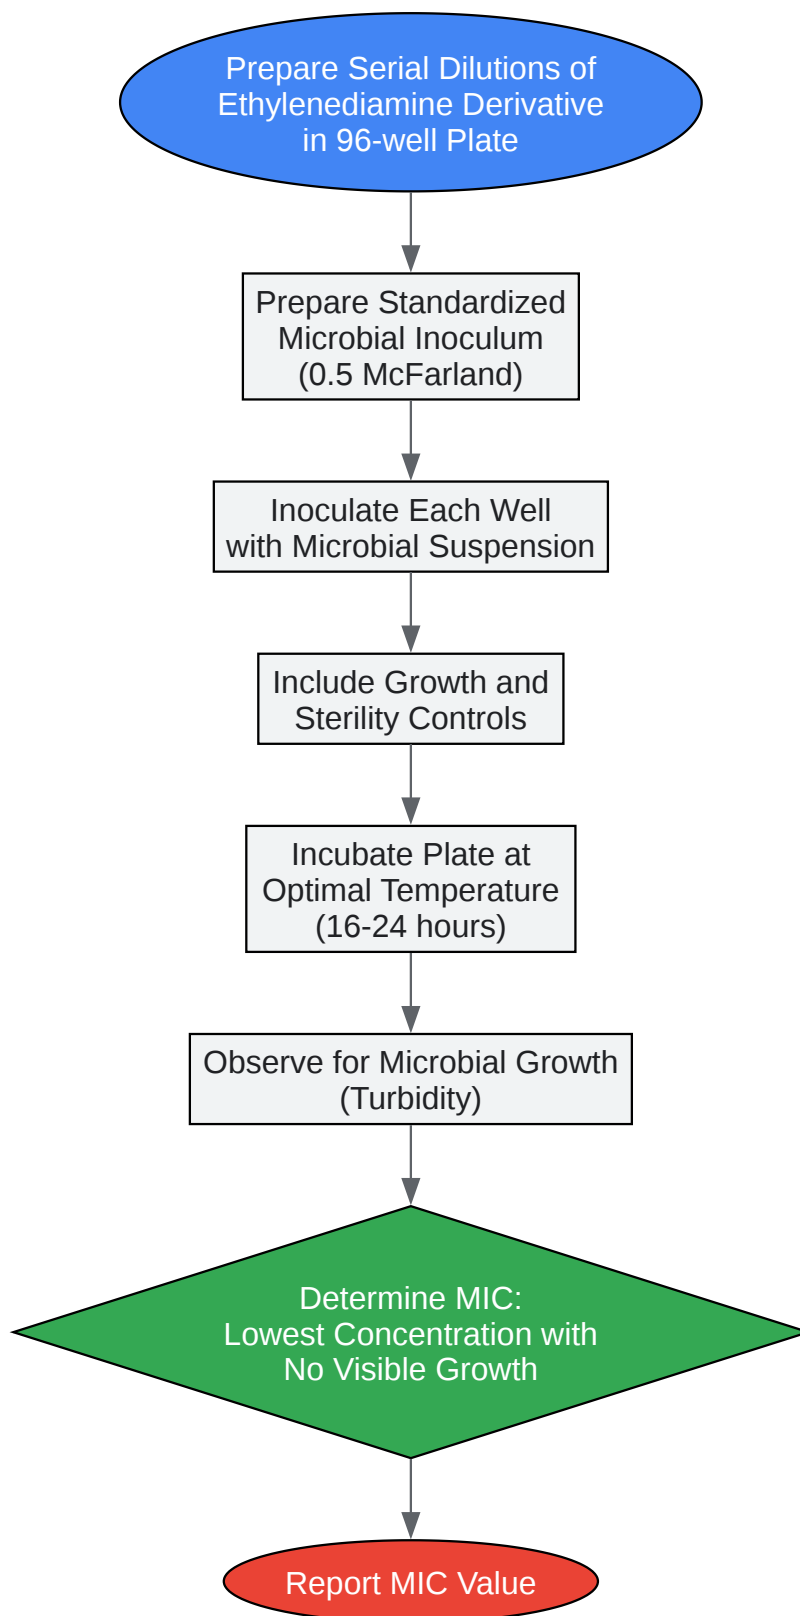 Prepare Serial Dilutions of
Ethylenediamine Derivative
in 96-well Plate
Prepare Standardized
Microbial Inoculum
(0.5 McFarland)
Inoculate Each Well
with Microbial Suspension
Include Growth and
Sterility Controls
Incubate Plate at
Optimal Temperature
(16-24 hours)
Observe for Microbial Growth
(Turbidity)
Determine MIC:
Lowest Concentration with
No Visible Growth
Report MIC Value